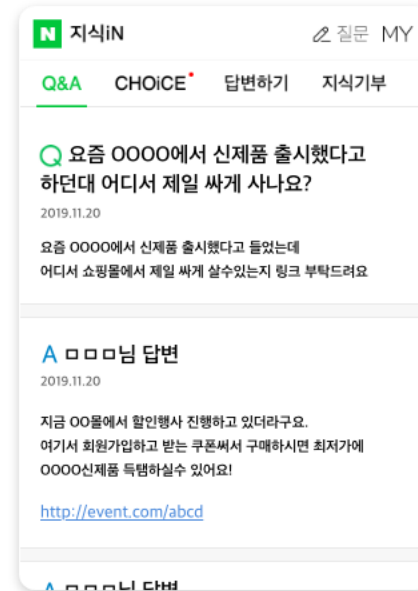 N 지식iN 질문 MY
Q&A CHOiCE 답변하기 지식기부
Q 요즘 OOOO에서 신제품 출시했다고
하던대 어디서 제일 싸게 사나요?
2019.11.20
요즘 OOOO에서 신제품 출시했다고 들었는데
어디서 쇼핑몰에서 제일 싸게 살수있는지 링크 부탁드려요
A ㅁㅁㅁ님 답변
2019.11.20
지금 OO몰에서 할인행사 진행하고 있더라구요.
여기서 회원가입하고 받는 쿠폰써서 구매하시면 최저가에
OOOO신제품 득템하실수 있어요!
http://event.com/abcd
A ㅁㅁㅁ님 답변